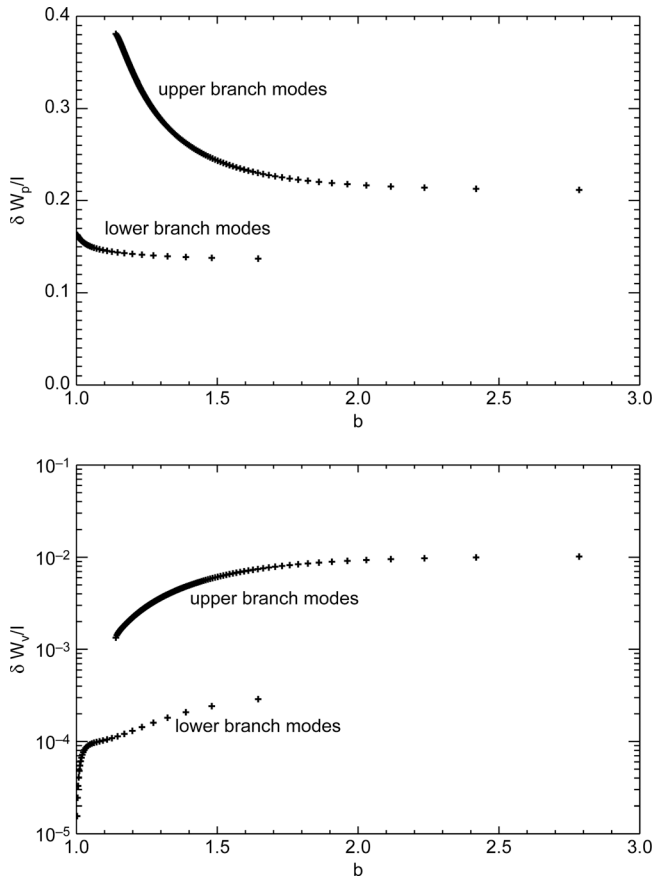 0.4
0.3
0.2
0.1
0.0
δ Wp/I
upper branch modes
lower branch modes
1.0 1.5 2.0 2.5 3.0
b
10⁻¹
10⁻²
10⁻³
10⁻⁴
10⁻⁵
δ Wv/I
upper branch modes
lower branch modes
1.0 1.5 2.0 2.5 3.0
b